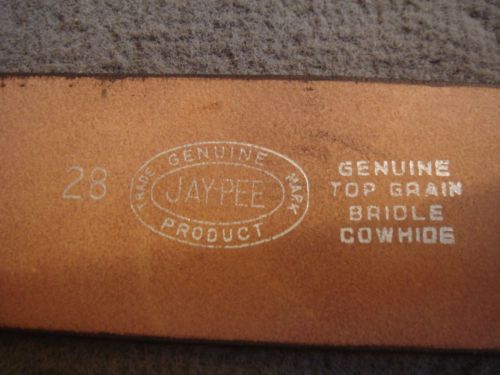 28
GENUINE
TRADE JAY-PEE MARK
PRODUCT
GENUINE
TOP GRAIN
BRIDLE
COWHIDE